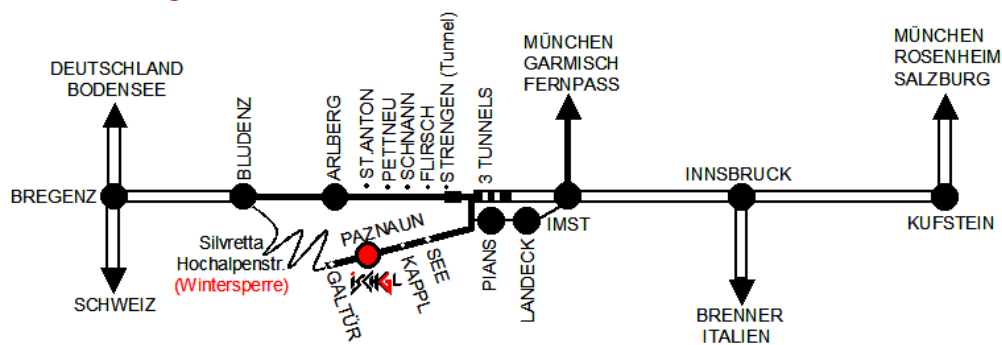 DEUTSCHLAND
BODENSEE
MÜNCHEN
GARMISCH
FERNPASS
MÜNCHEN
ROSENHEIM
SALZBURG
BLUDENZ
ARLBERG
ST.ANTON
PETTNEU
SCHNANN
FLIRSCH
STRENGEN (Tunnel)
3 TUNNELS
BREGENZ
INNSBRUCK
IMST
KUFSTEIN
Silvretta
Hochalpenstr.
(Wintersperre)
PAZNAUN
ISCHGL
GALTÜR
KAPPL
SEE
PIANS
LANDECK
SCHWEIZ
BRENNER
ITALIEN